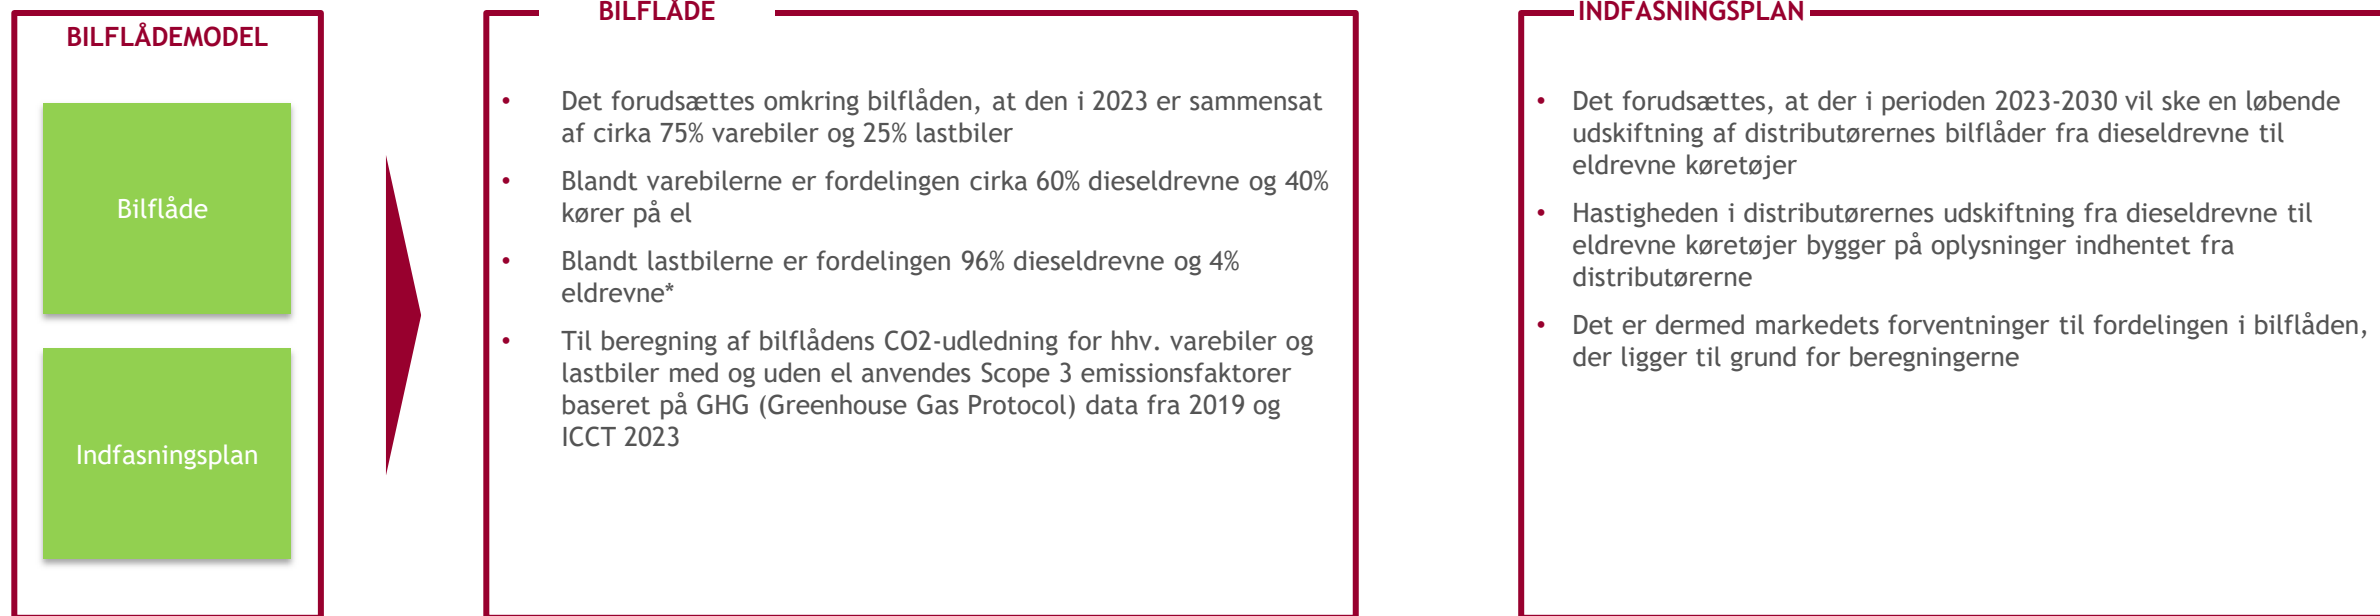 BILFLÅDEMODEL
Bilflåde
Indfasningsplan
BILFLÅDE
• Det forudsættes omkring bilflåden, at den i 2023 er sammensat
af cirka 75% varebiler og 25% lastbiler
• Blandt varebilerne er fordelingen cirka 60% dieseldrevne og 40%
kører på el
• Blandt lastbilerne er fordelingen 96% dieseldrevne og 4%
eldrevne*
• Til beregning af bilflådens CO2-udledning for hhv. varebiler og
lastbiler med og uden el anvendes Scope 3 emissionsfaktorer
baseret på GHG (Greenhouse Gas Protocol) data fra 2019 og
ICCT 2023
INDFASNINGSPLAN
• Det forudsættes, at der i perioden 2023-2030 vil ske en løbende
udskiftning af distributørernes bilflåder fra dieseldrevne til
eldrevne køretøjer
• Hastigheden i distributørernes udskiftning fra dieseldrevne til
eldrevne køretøjer bygger på oplysninger indhentet fra
distributørerne
• Det er dermed markedets forventninger til fordelingen i bilflåden,
der ligger til grund for beregningerne